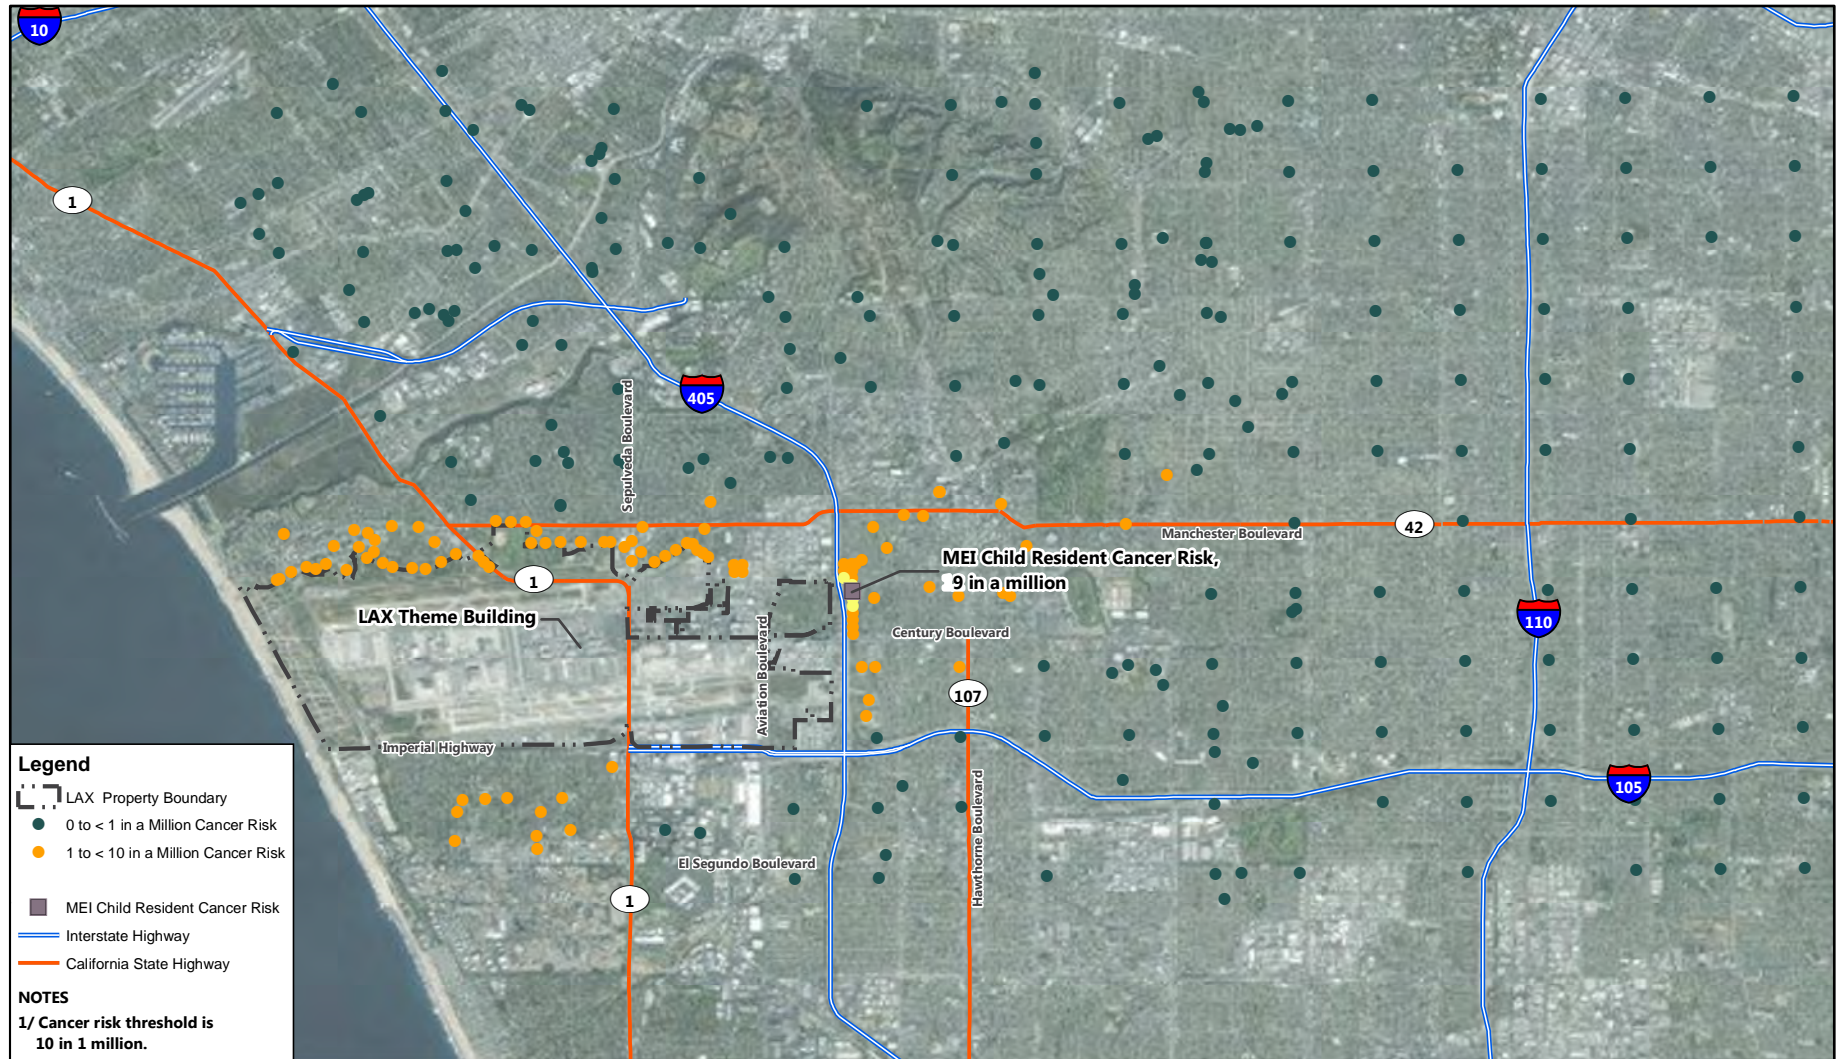 10
1
405
Sepulveda Boulevard
42
Manchester Boulevard
MEI Child Resident Cancer Risk,
9 in a million
1
LAX Theme Building
110
Century Boulevard
Aviation Boulevard
107
Imperial Highway
105
Hawthorne Boulevard
El Segundo Boulevard
1
Legend
LAX Property Boundary
0 to < 1 in a Million Cancer Risk
1 to < 10 in a Million Cancer Risk
MEI Child Resident Cancer Risk
Interstate Highway
California State Highway
NOTES
1/ Cancer risk threshold is
10 in 1 million.